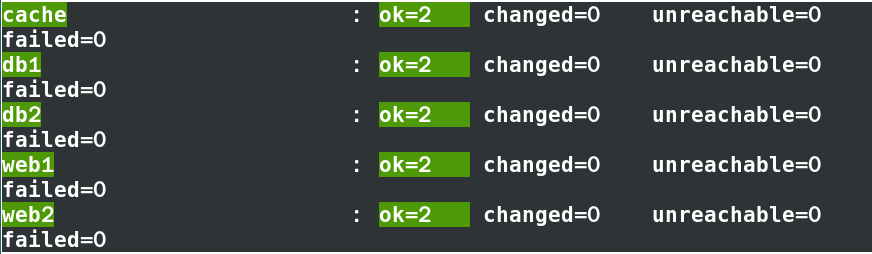 cache                      : ok=2    changed=0    unreachable=0
failed=0
db1                        : ok=2    changed=0    unreachable=0
failed=0
db2                        : ok=2    changed=0    unreachable=0
failed=0
web1                       : ok=2    changed=0    unreachable=0
failed=0
web2                       : ok=2    changed=0    unreachable=0
failed=0